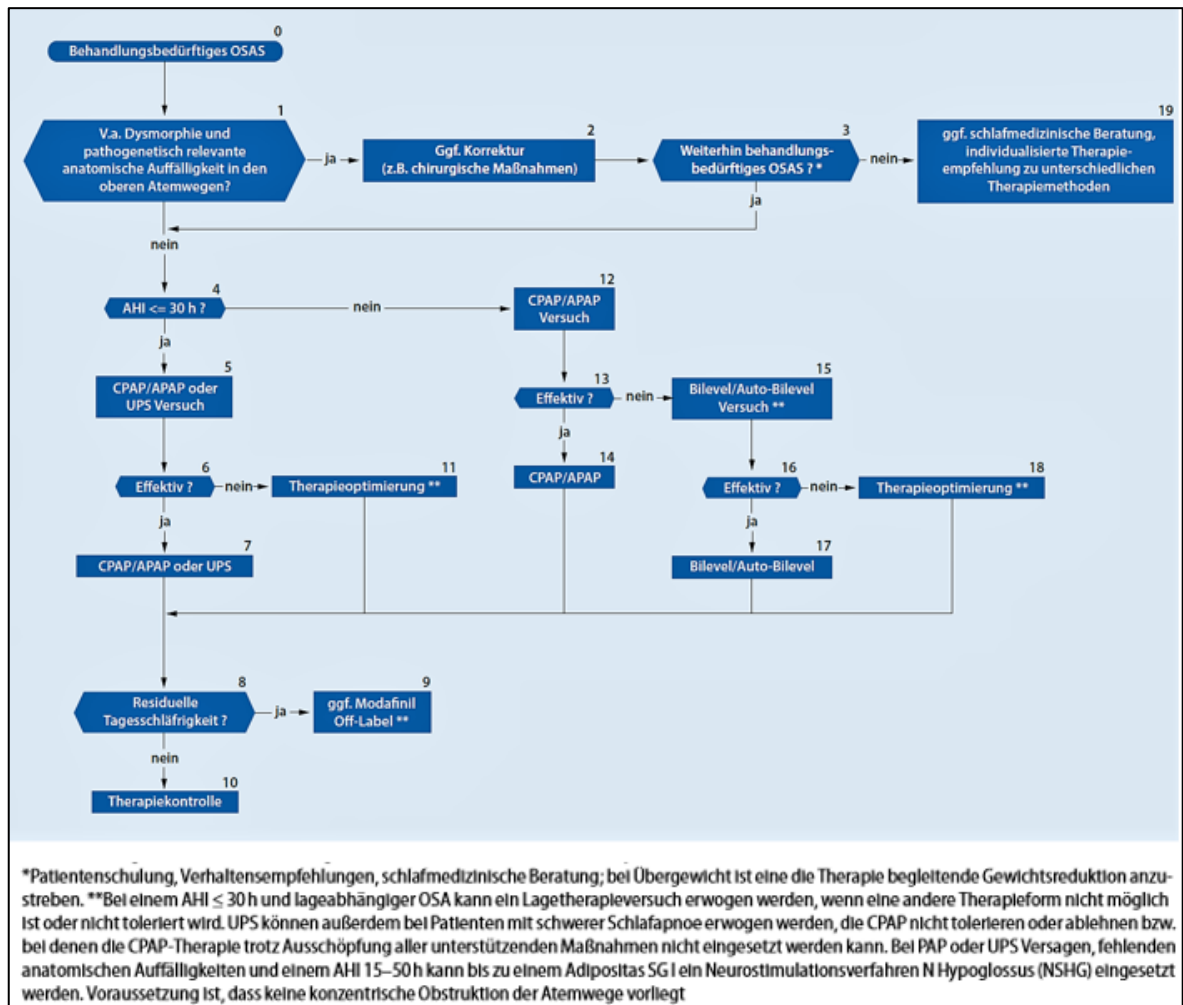 0
Behandlungsbedürftiges OSAS
1
V.a. Dysmorphie und
pathogenetisch relevante
anatomische Auffälligkeit in den
oberen Atemwegen?
ja
2
Ggf. Korrektur
(z.B. chirurgische Maßnahmen)
3
Weiterhin behandlungs-
bedürftiges OSAS ? *
nein
19
ggf. schlafmedizinische Beratung,
individualisierte Therapie-
empfehlung zu unterschiedlichen
Therapiemethoden
ja
nein
4
AHI <= 30 h ?
nein
12
CPAP/APAP
Versuch
ja
5
CPAP/APAP oder
UPS Versuch
13
Effektiv ?
nein
15
Bilevel/Auto-Bilevel
Versuch **
ja
6
Effektiv ?
nein
11
Therapieoptimierung **
14
CPAP/APAP
16
Effektiv ?
nein
18
Therapieoptimierung **
ja
7
CPAP/APAP oder UPS
ja
17
Bilevel/Auto-Bilevel
8
Residuelle
Tagesschläfrigkeit ?
ja
9
ggf. Modafinil
Off-Label **
nein
10
Therapiekontrolle
*Patientenschulung, Verhaltensempfehlungen, schlafmedizinische Beratung; bei Übergewicht ist eine die Therapie begleitende Gewichtsreduktion anzu-
streben. **Bei einem AHI ≤ 30 h und lageabhängiger OSA kann ein Lagetherapieversuch erwogen werden, wenn eine andere Therapieform nicht möglich
ist oder nicht toleriert wird. UPS können außerdem bei Patienten mit schwerer Schlafapnoe erwogen werden, die CPAP nicht tolerieren oder ablehnen bzw.
bei denen die CPAP-Therapie trotz Ausschöpfung aller unterstützenden Maßnahmen nicht eingesetzt werden kann. Bei PAP oder UPS Versagen, fehlenden
anatomischen Auffälligkeiten und einem AHI 15–50 h kann bis zu einem Adipositas SG I ein Neurostimulationsverfahren N Hypoglossus (NSHG) eingesetzt
werden. Voraussetzung ist, dass keine konzentrische Obstruktion der Atemwege vorliegt